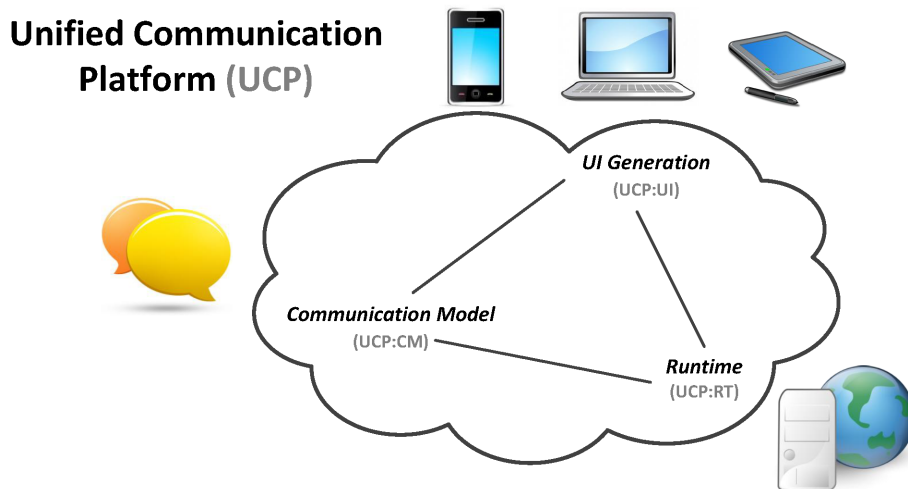 Unified Communication
Platform (UCP)
UI Generation
(UCP:UI)
Communication Model
(UCP:CM)
Runtime
(UCP:RT)